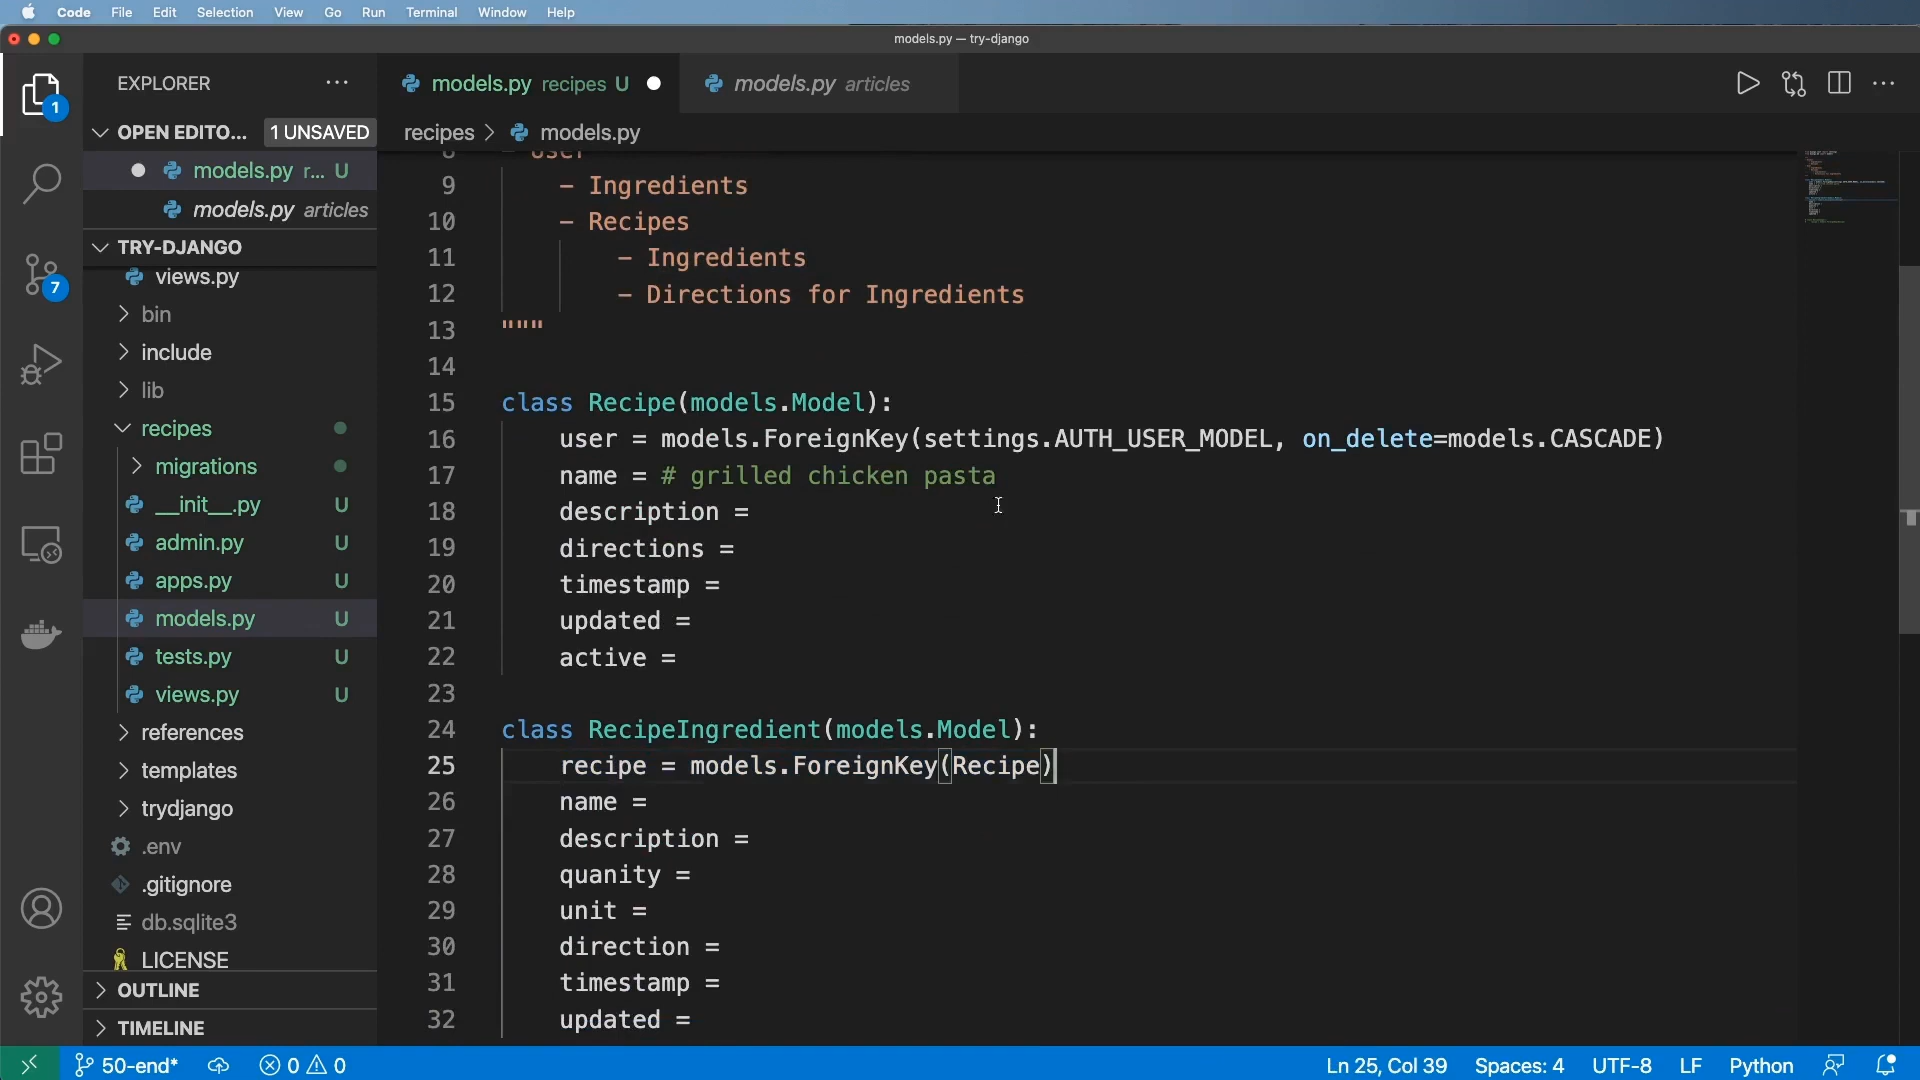 Code File Edit Selection View Go Run Terminal Window Help
models.py — try-django
EXPLORER
models.py recipes U
models.py articles
OPEN EDITO... 1 UNSAVED
recipes > models.py
models.py r... U
models.py articles
TRY-DJANGO
views.py
bin
include
lib
recipes
migrations
__init__.py U
admin.py U
apps.py U
models.py U
tests.py U
views.py U
references
templates
trydjango
.env
.gitignore
db.sqlite3
LICENSE
OUTLINE
TIMELINE
1
7
8 - User
9 - Ingredients
10 - Recipes
11 - Ingredients
12 - Directions for Ingredients
13 """
14
15 class Recipe(models.Model):
16 user = models.ForeignKey(settings.AUTH_USER_MODEL, on_delete=models.CASCADE)
17 name = # grilled chicken pasta
18 description =
19 directions =
20 timestamp =
21 updated =
22 active =
23
24 class RecipeIngredient(models.Model):
25 recipe = models.ForeignKey(Recipe)
26 name =
27 description =
28 quanity =
29 unit =
30 direction =
31 timestamp =
32 updated =
50-end* 0 0 Ln 25, Col 39 Spaces: 4 UTF-8 LF Python